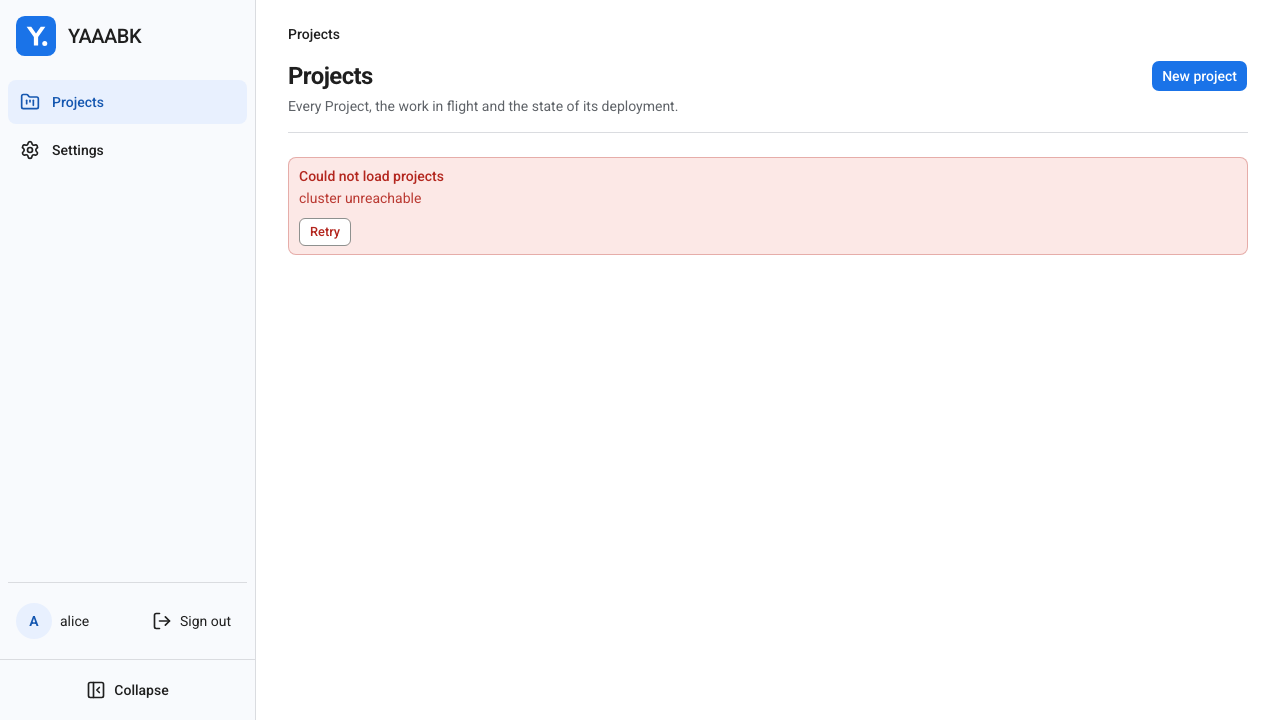 Y.
YAAABK
Projects
Settings
A
alice
Sign out
Collapse
Projects
Projects
New project
Every Project, the work in flight and the state of its deployment.
Could not load projects
cluster unreachable
Retry